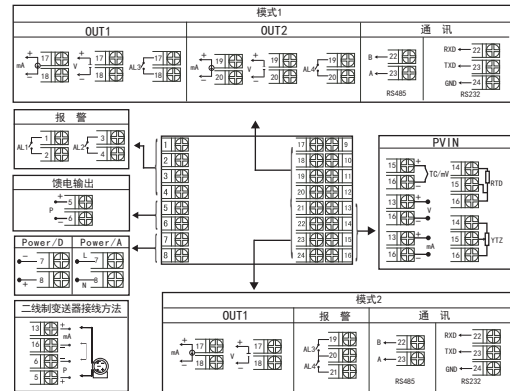 模式1
OUT1 OUT2 通 讯
mA + 17 - 18 V + 17 - 18 AL3 17 18 mA + 19 - 20 V + 19 - 20 AL4 19 20 B 22 A 23 RS485 RXD 22 TXD 23 GND 24 RS232
报 警
AL1 1 2 AL2 3 4
馈电输出
P + 5 - 6
Power/D Power/A
- 7 + 8 L 7 N 8
二线制变送器接线方法
13 + 16 - mA 6 - 5 + P
1 17 9
2 18 10
3 19 11
4 20 12
5 21 13
6 22 14
7 23 15
8 24 16
PVIN
15 + 16 - TC/mV 14 15 16 RTD
13 + 16 - V 14 15 16 YTZ
13 + 16 - mA
模式2
OUT1 报 警 通 讯
mA + 17 - 18 V + 17 - 18 AL3 19 20 AL4 21 B 22 A 23 RS485 RXD 22 TXD 23 GND 24 RS232